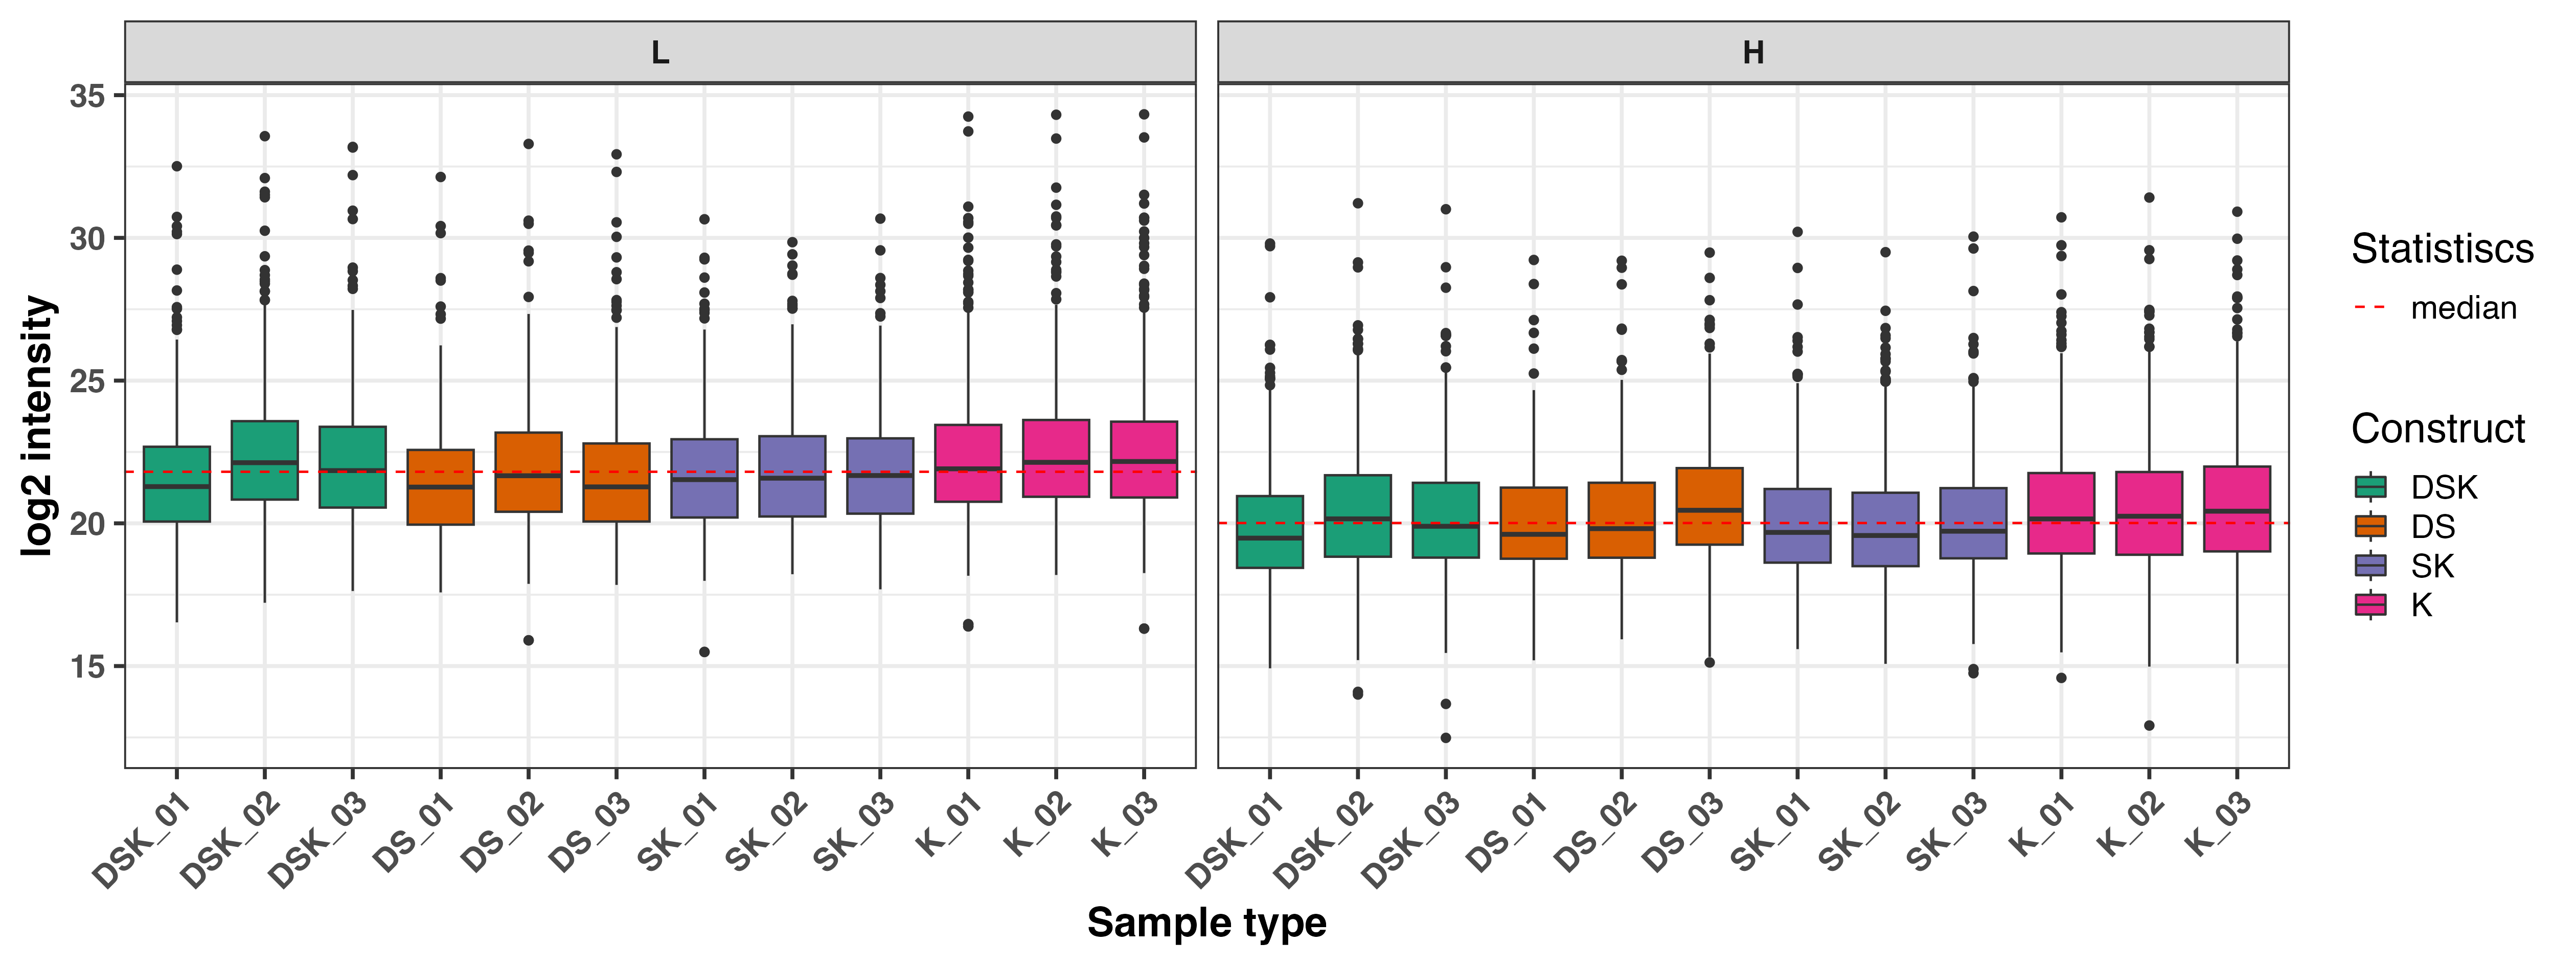 L
H
35
30
25
20
15
log2 intensity
DSK_01
DSK_02
DSK_03
DS_01
DS_02
DS_03
SK_01
SK_02
SK_03
K_01
K_02
K_03
DSK_01
DSK_02
DSK_03
DS_01
DS_02
DS_03
SK_01
SK_02
SK_03
K_01
K_02
K_03
Sample type
Statistiscs
median
Construct
DSK
DS
SK
K